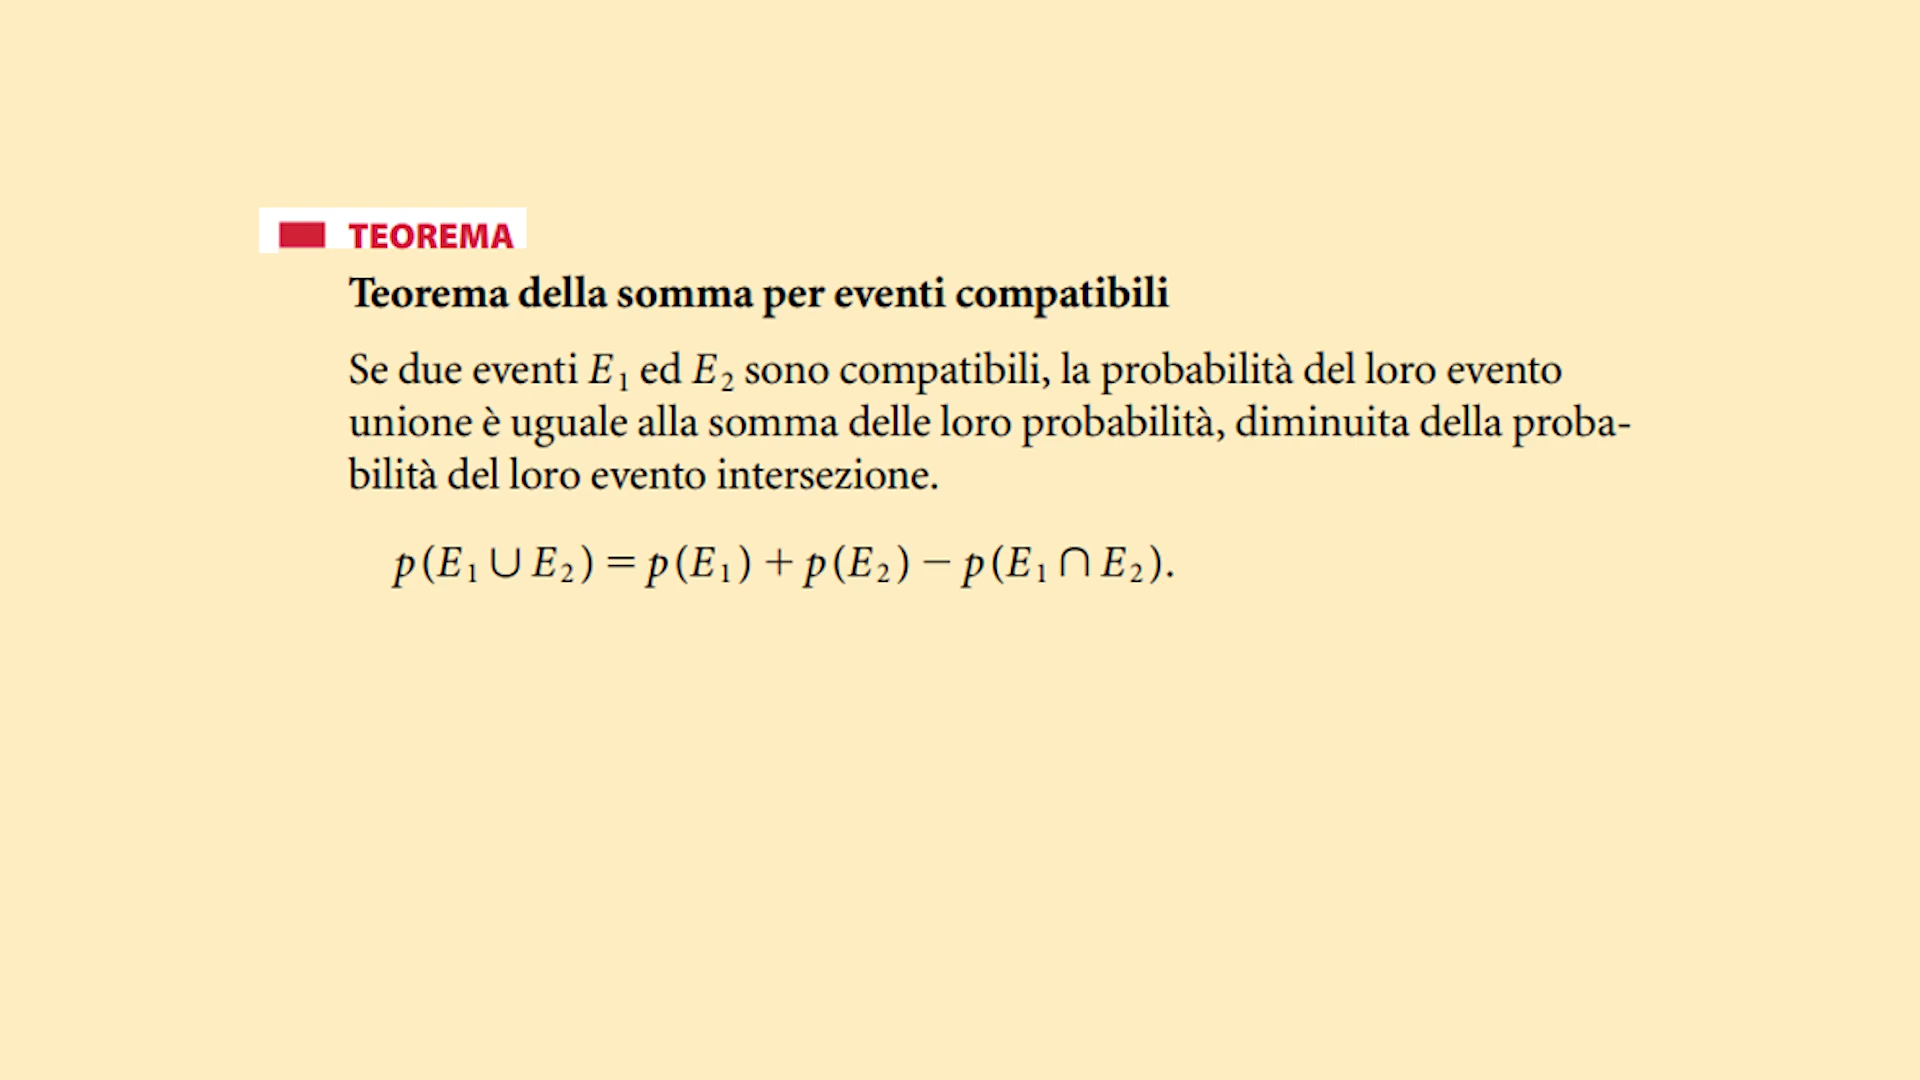 TEOREMA
Teorema della somma per eventi compatibili
Se due eventi E₁ ed E₂ sono compatibili, la probabilità del loro evento
unione è uguale alla somma delle loro probabilità, diminuita della proba-
bilità del loro evento intersezione.
p(E₁ ∪ E₂) = p(E₁) + p(E₂) − p(E₁ ∩ E₂).